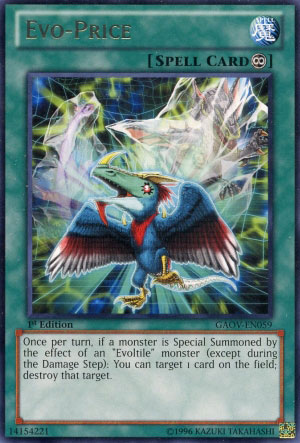 Evo-Price
[Spell Card]
1st Edition
GAOV-EN059
Once per turn, if a monster is Special Summoned
by the effect of an "Evoltile" monster (except during
the Damage Step): You can target 1 card on the field;
destroy that target.
14154221
©1996 KAZUKI TAKAHASHI